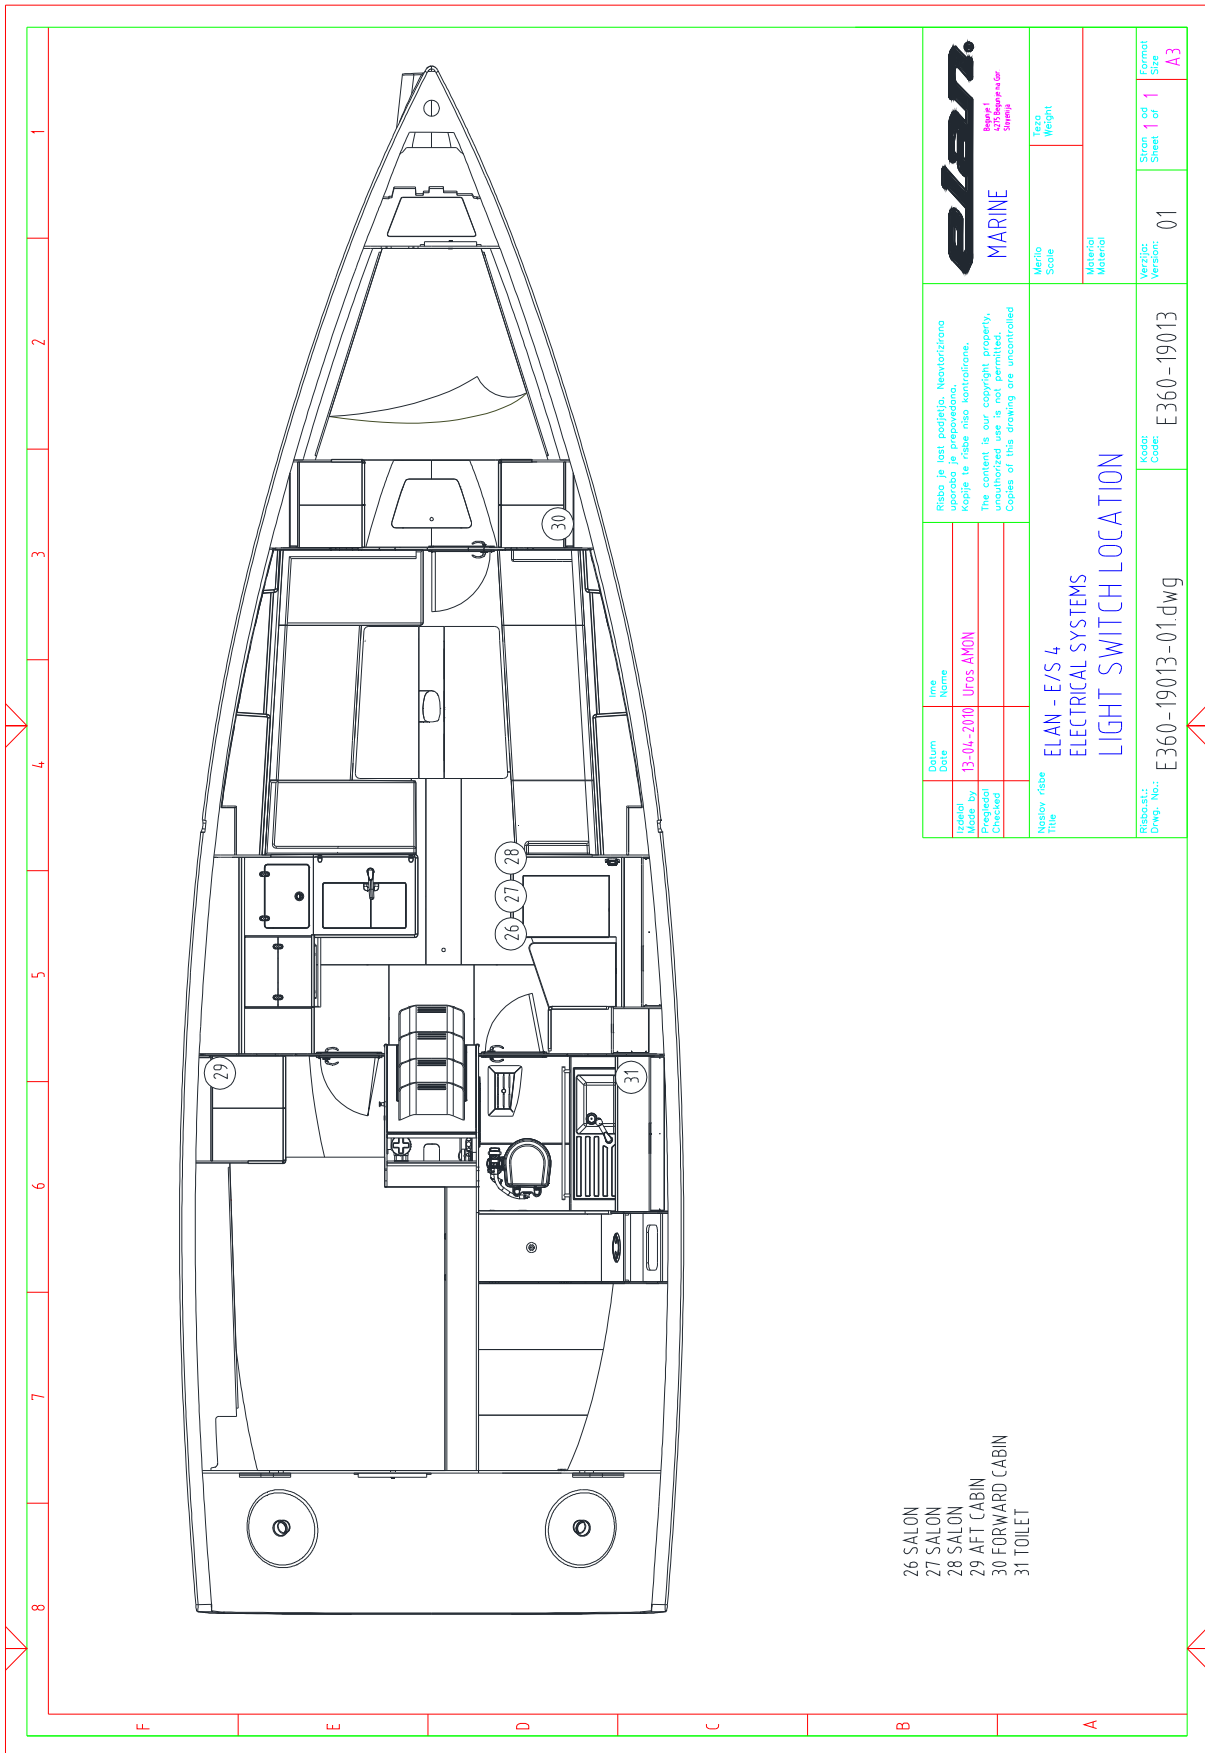 1
2
3
4
5
6
7
8
F
E
D
C
B
A
30
28
27
26
29
31
26 SALON
27 SALON
28 SALON
29 AFT CABIN
30 FORWARD CABIN
31 TOILET
elan®
Begunje 1
4275 Begunje na Gor.
Slovenija
MARINE
Risba je last podjetja. Neavtorizirana
uporaba je prepovedana.
Kopije te risbe niso kontrolirane.
The content is our copyright property,
unauthorized use is not permitted.
Copies of this drawing are uncontrolled
Datum
Date
Ime
Name
Izdelal
Made by
13-04-2010
Uros AMON
Pregledal
Checked
Merilo
Scale
Teza
Weight
Material
Material
Naslov risbe
Title
ELAN - E/S 4
ELECTRICAL SYSTEMS
LIGHT SWITCH LOCATION
Risba.st.:
Drwg. No.:
E360-19013-01.dwg
Koda:
Code:
E360-19013
Verzija:
Version:
01
Stran 1 od 1
Sheet 1 of 1
Format
Size
A3